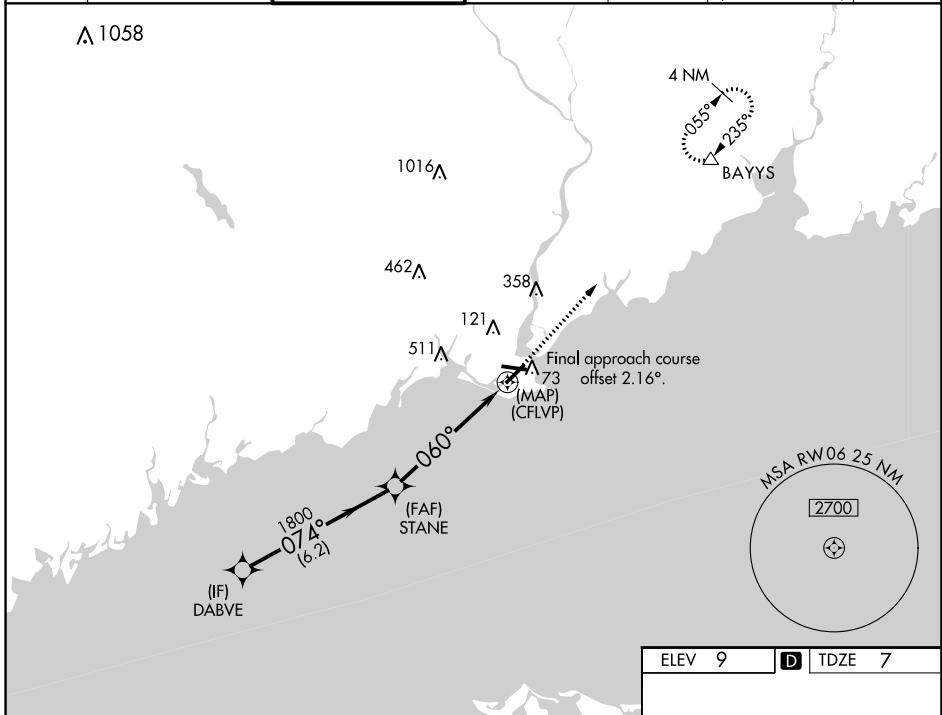 1058
4 NM
055°
235°
BAYYS
1016
462
358
121
511
73
Final approach course
offset 2.16°.
(MAP)
(CFLVP)
060°
(FAF)
STANE
1800
074°
(6.2)
(IF)
DABVE
MSA RW06 25 NM
2700
ELEV 9 D TDZE 7